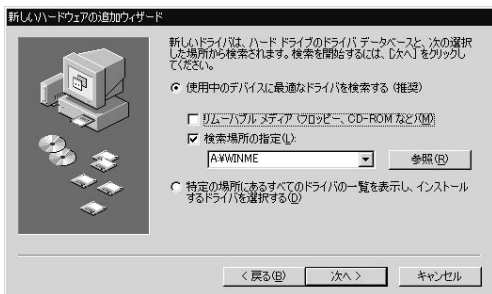 新しいハードウェアの追加ウィザード
新しいドライバは、ハード ドライブのドライバ データベースと、次の選択
した場所から検索されます。検索を開始するには、[次へ] をクリックし
てください。
使用中のデバイスに最適なドライバを検索する (推奨)
リムーバブル メディア (フロッピー、CD-ROM など)(M)
検索場所の指定(L):
A:¥WINME
参照(R)
特定の場所にあるすべてのドライバの一覧を表示し、インストール
するドライバを選択する(D)
< 戻る(B)
次へ >
キャンセル